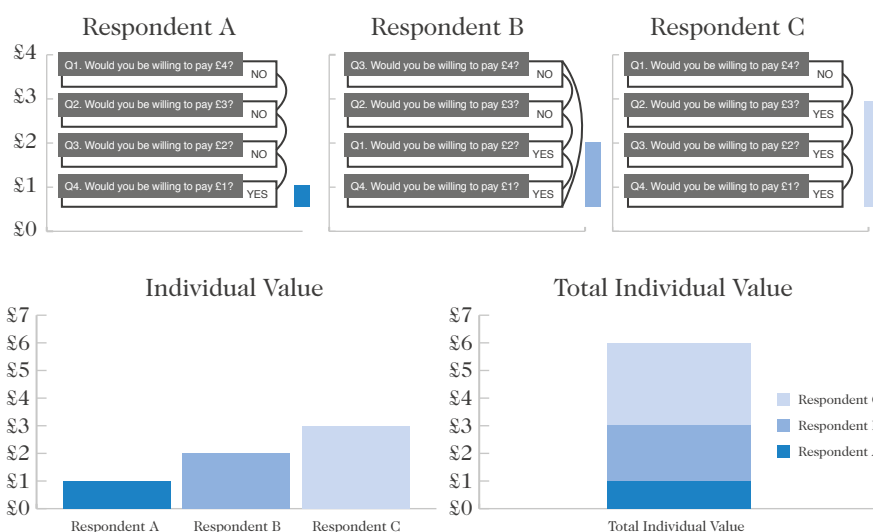 Respondent A
Respondent B
Respondent C
£4
£3
£2
£1
£0
Q1. Would you be willing to pay £4?
NO
Q2. Would you be willing to pay £3?
NO
Q3. Would you be willing to pay £2?
NO
Q4. Would you be willing to pay £1?
YES
Q3. Would you be willing to pay £4?
NO
Q2. Would you be willing to pay £3?
NO
Q1. Would you be willing to pay £2?
YES
Q4. Would you be willing to pay £1?
YES
Q1. Would you be willing to pay £4?
NO
Q2. Would you be willing to pay £3?
YES
Q3. Would you be willing to pay £2?
YES
Q4. Would you be willing to pay £1?
YES
Individual Value
£7
£6
£5
£4
£3
£2
£1
£0
Respondent A
Respondent B
Respondent C
Total Individual Value
£7
£6
£5
£4
£3
£2
£1
£0
Total Individual Value
Respondent
Respondent
Respondent